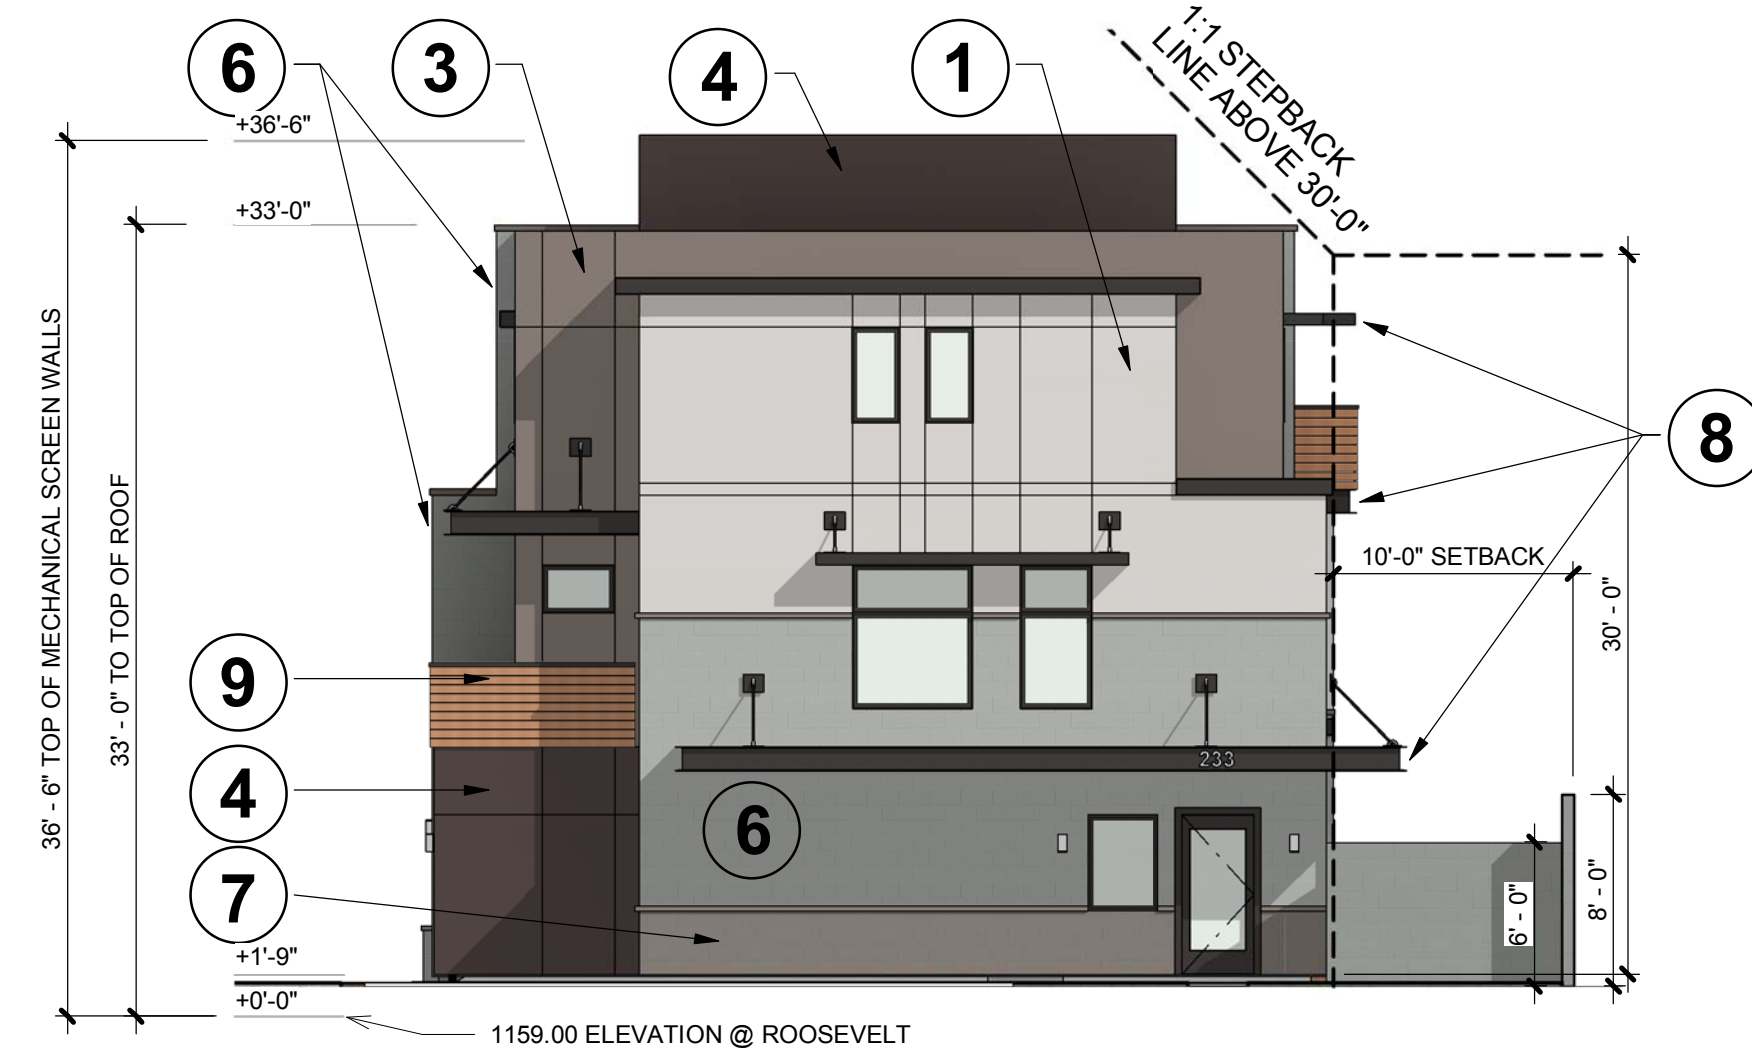 6
3
4
1
1:1 STEPBACK
LINE ABOVE 30'-0"
+36'-6"
+33'-0"
36' - 6" TOP OF MECHANICAL SCREEN WALLS
33' - 0" TO TOP OF ROOF
8
10'-0" SETBACK
30' - 0"
9
233
4
6
7
6' - 0"
8' - 0"
+1'-9"
+0'-0"
1159.00 ELEVATION @ ROOSEVELT